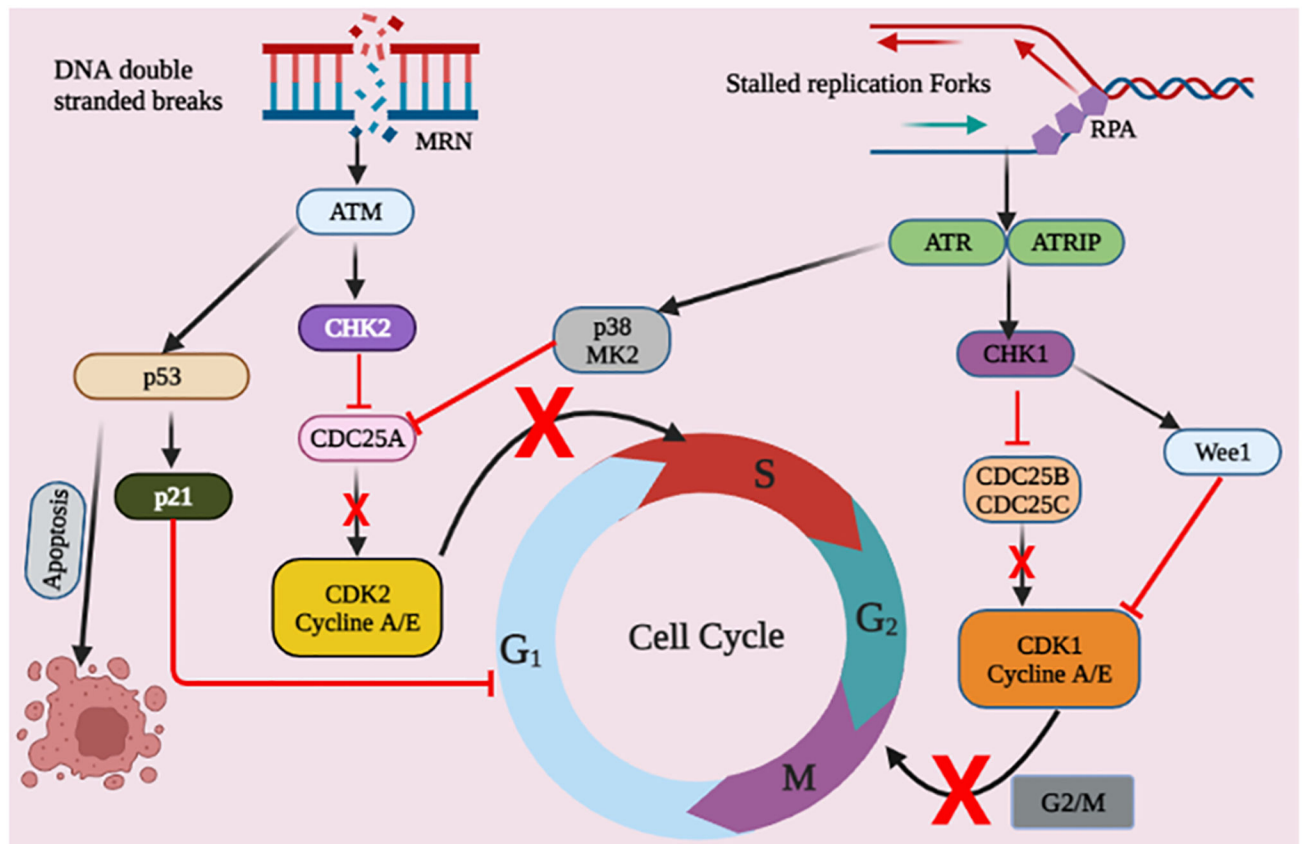 DNA double
stranded breaks
MRN
Stalled replication Forks
RPA
ATM
ATR
ATRIP
CHK2
p38
MK2
CHK1
p53
CDC25A
Wee1
p21
CDC25B
CDC25C
Apoptosis
CDK2
Cycline A/E
S
G₂
G₁
M
Cell Cycle
CDK1
Cycline A/E
G2/M